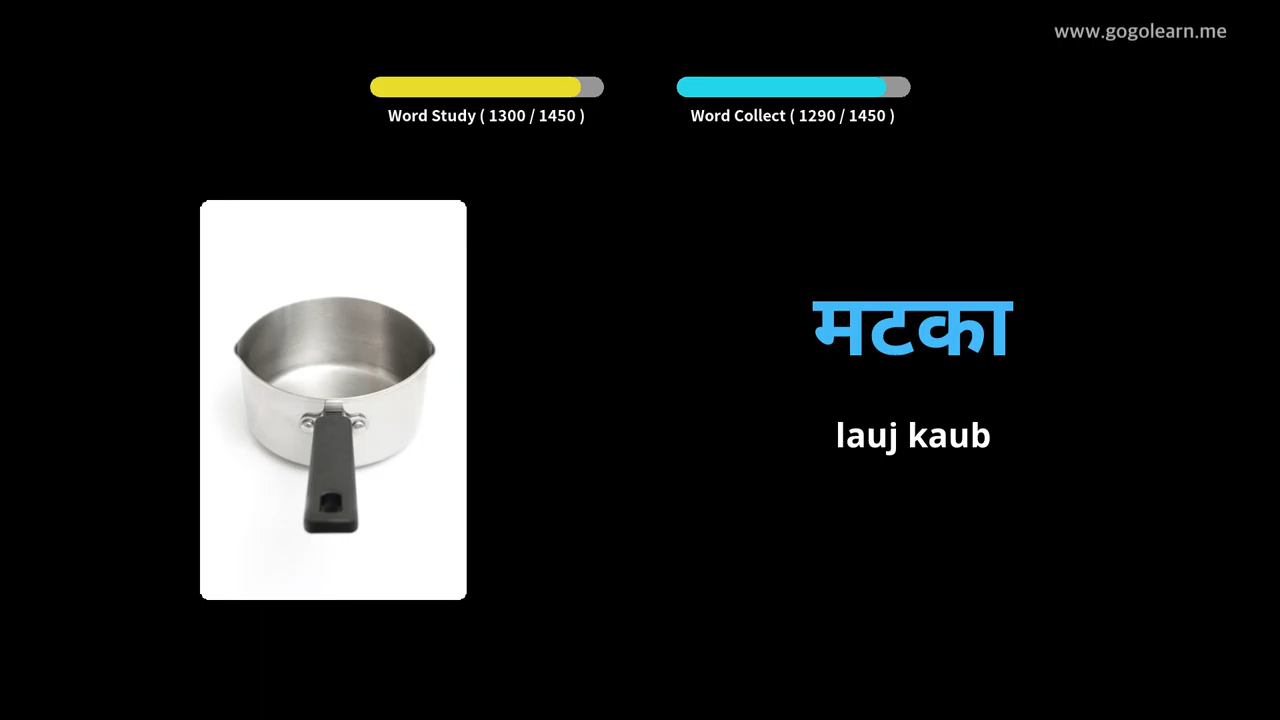 www.gogolearn.me
Word Study ( 1300 / 1450 )
Word Collect ( 1290 / 1450 )
मटका
lauj kaub